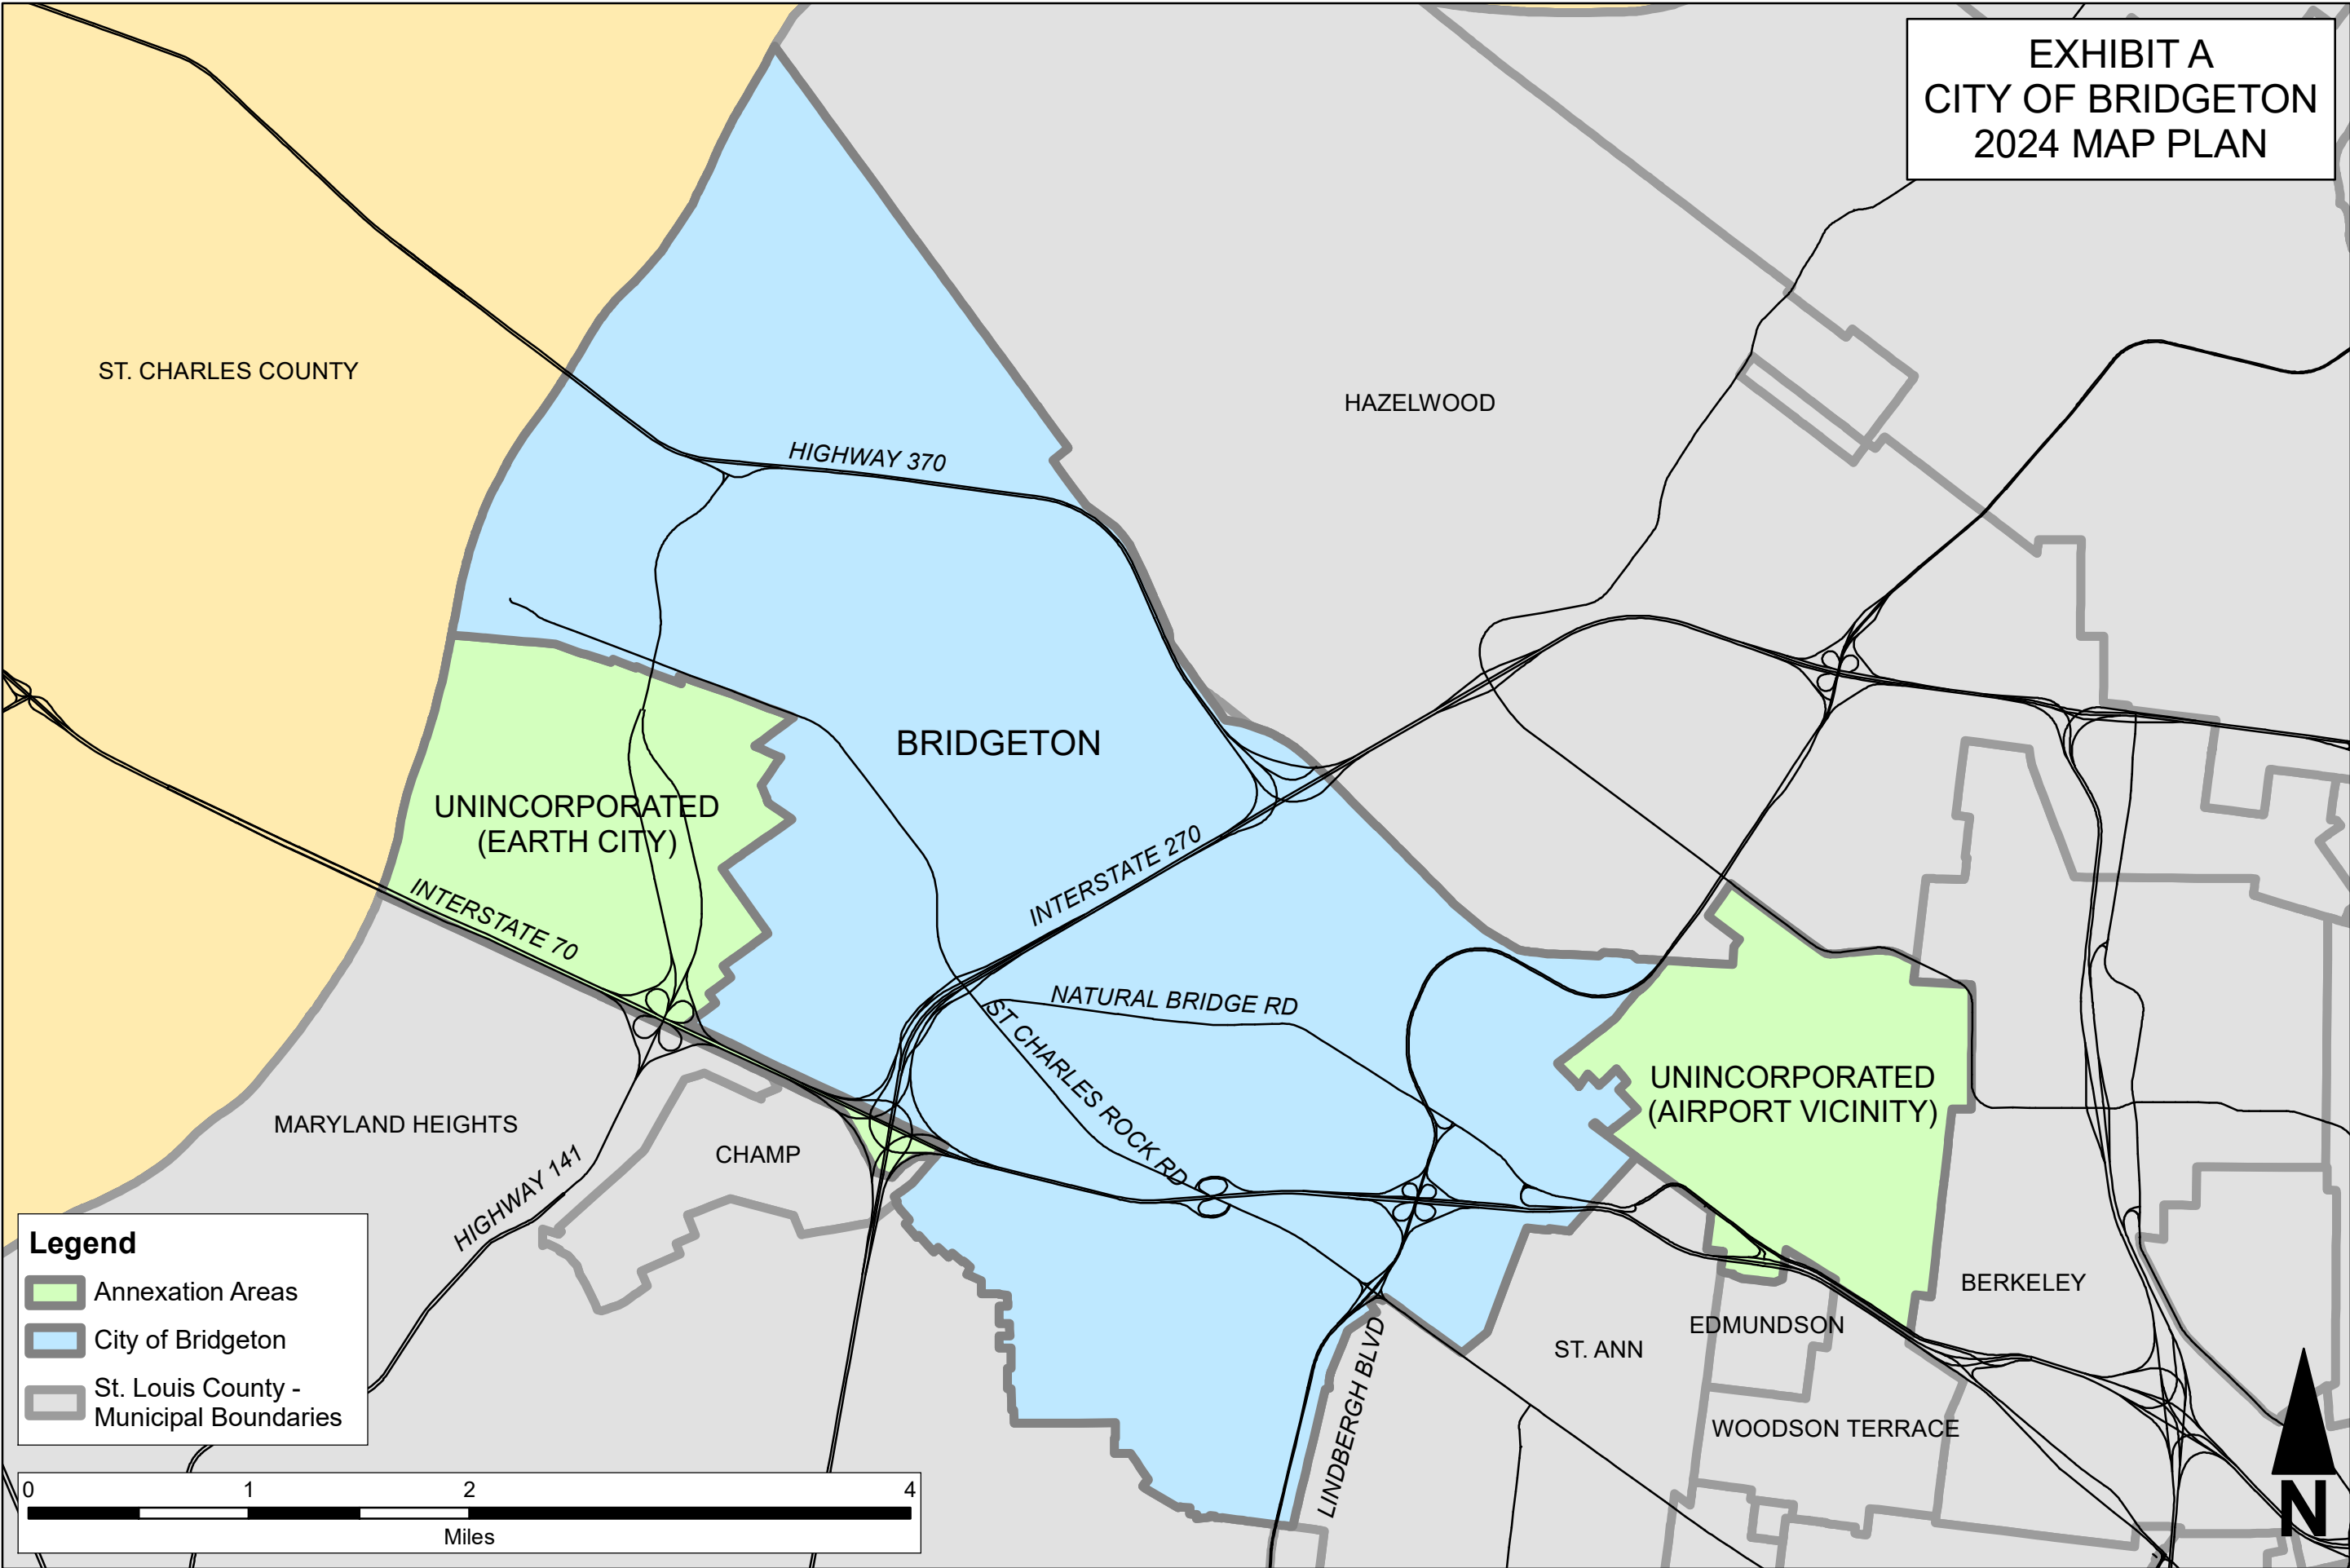 EXHIBIT A
CITY OF BRIDGETON
2024 MAP PLAN
ST. CHARLES COUNTY
HAZELWOOD
HIGHWAY 370
BRIDGETON
UNINCORPORATED
(EARTH CITY)
INTERSTATE 270
INTERSTATE 70
NATURAL BRIDGE RD
ST CHARLES ROCK RD
UNINCORPORATED
(AIRPORT VICINITY)
MARYLAND HEIGHTS
CHAMP
HIGHWAY 141
BERKELEY
EDMUNDSON
ST. ANN
LINDBERGH BLVD
WOODSON TERRACE
Legend
Annexation Areas
City of Bridgeton
St. Louis County -
Municipal Boundaries
0 1 2 4
Miles
N